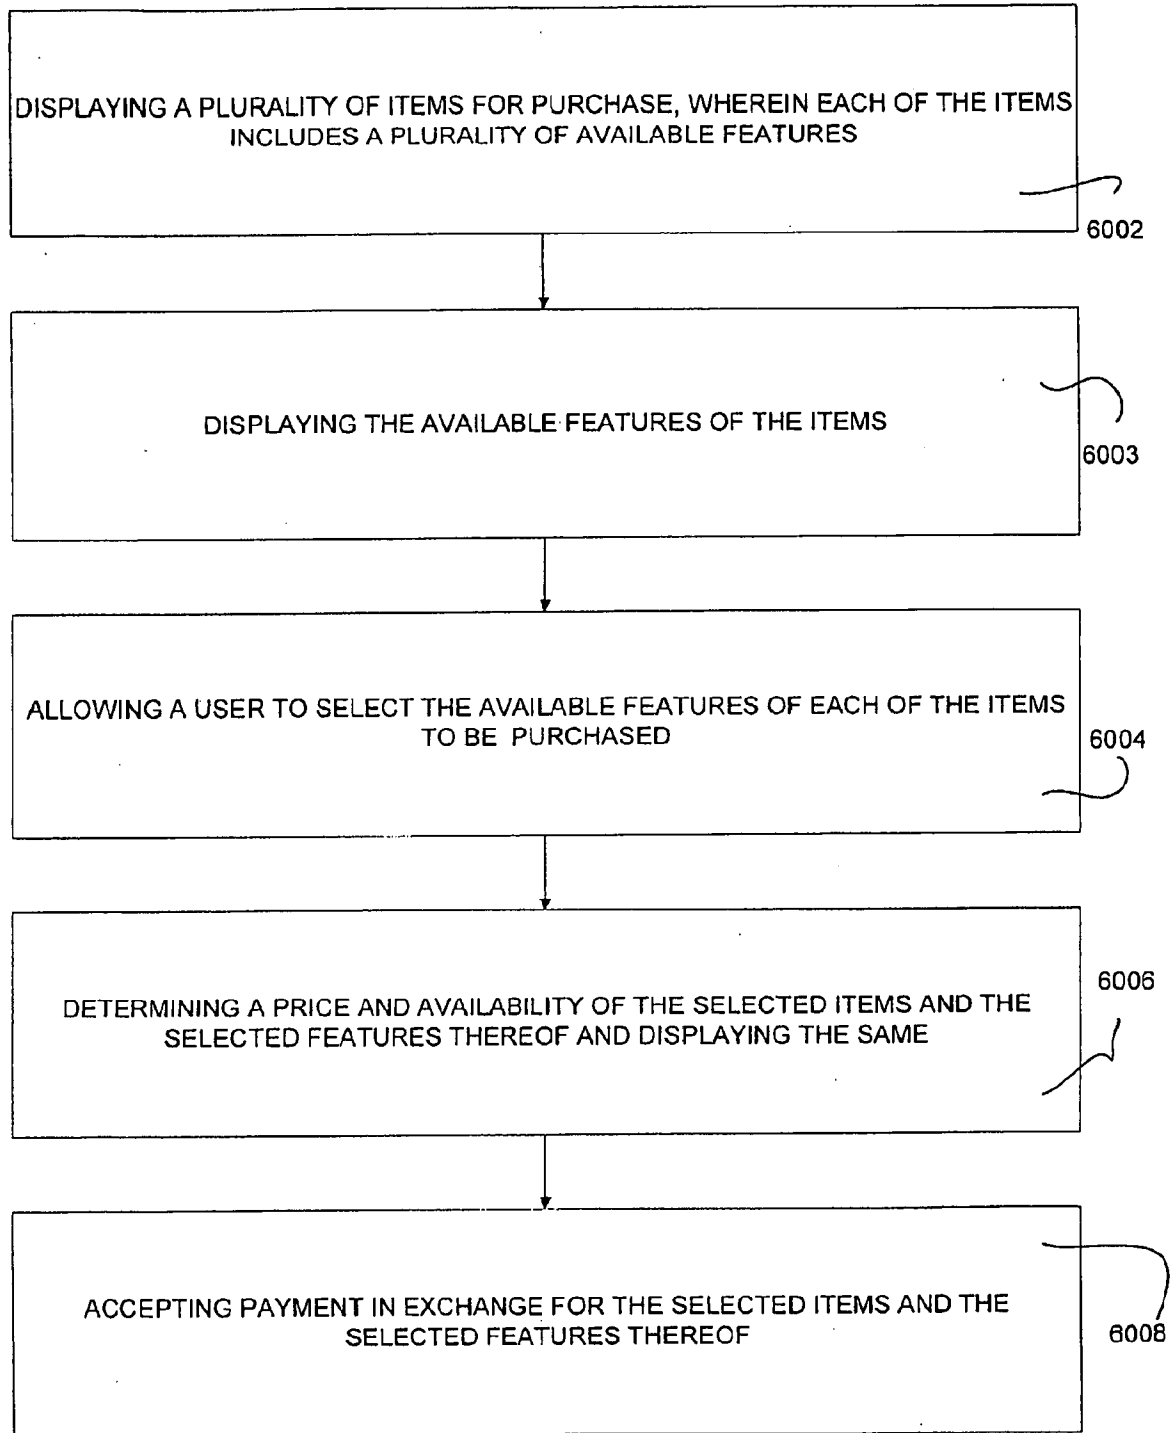 DISPLAYING A PLURALITY OF ITEMS FOR PURCHASE, WHEREIN EACH OF THE ITEMS
INCLUDES A PLURALITY OF AVAILABLE FEATURES
6002
DISPLAYING THE AVAILABLE FEATURES OF THE ITEMS
6003
ALLOWING A USER TO SELECT THE AVAILABLE FEATURES OF EACH OF THE ITEMS
TO BE PURCHASED
6004
DETERMINING A PRICE AND AVAILABILITY OF THE SELECTED ITEMS AND THE
SELECTED FEATURES THEREOF AND DISPLAYING THE SAME
6006
ACCEPTING PAYMENT IN EXCHANGE FOR THE SELECTED ITEMS AND THE
SELECTED FEATURES THEREOF
6008